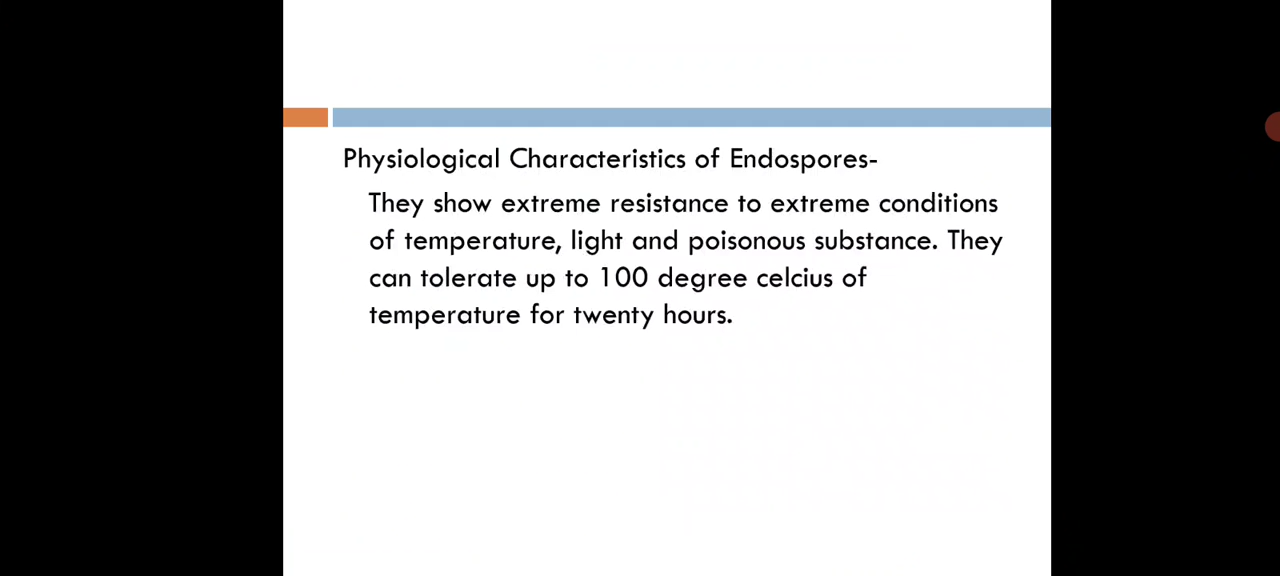 Physiological Characteristics of Endospores-
They show extreme resistance to extreme conditions
of temperature, light and poisonous substance. They
can tolerate up to 100 degree celcius of
temperature for twenty hours.